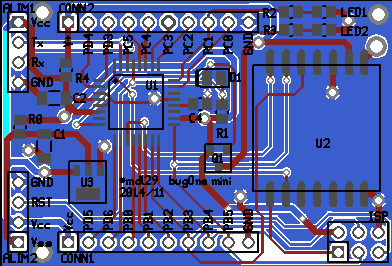 ALIM1
CONN2
Vcc
Tx
Rx
GND
PD4
PD3
PC5
PC4
PC3
PC2
PC1
PC0
GND
R2
R3
LED1
LED2
R4
C2
U1
D1
C4
R0
C1
R1
Q1
U2
U3
#md129
2014/11
bugOne mini
GND
RST
Vcc
ALIM2
Vcc
PD5
PD6
PB0
PB1
PB2
PB3
PB4
PB5
GND
CONN1
ISP